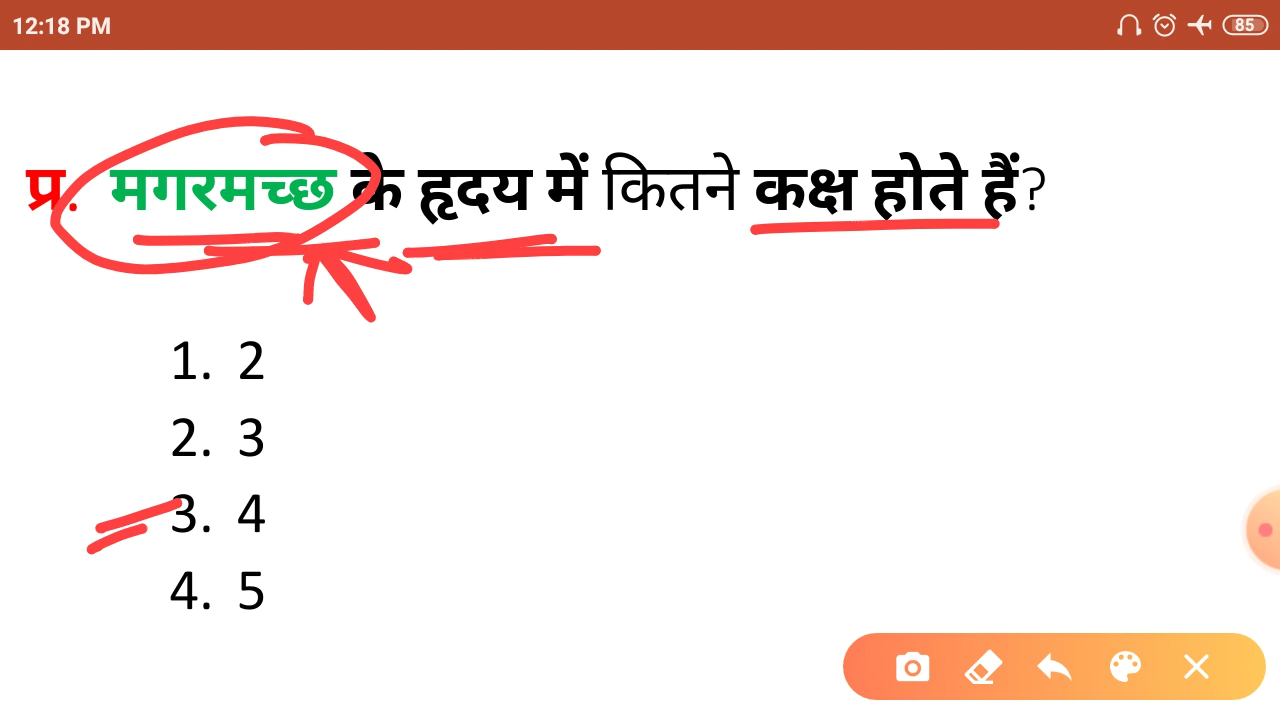 12:18 PM
85
प्र. मगरमच्छ के हृदय में कितने कक्ष होते हैं?
1. 2
2. 3
3. 4
4. 5